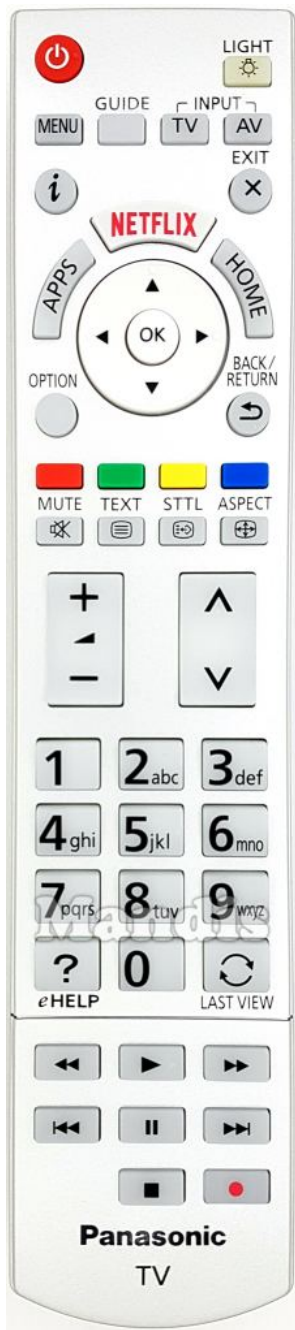 LIGHT
GUIDE INPUT
MENU TV AV
EXIT
i
NETFLIX
APPS HOME
OK
OPTION BACK/
RETURN
MUTE TEXT STTL ASPECT
+
−
1 2abc 3def
4ghi 5jkl 6mno
7pqrs 8tuv 9wxyz
Mandis
? 0
eHELP LAST VIEW
Panasonic
TV